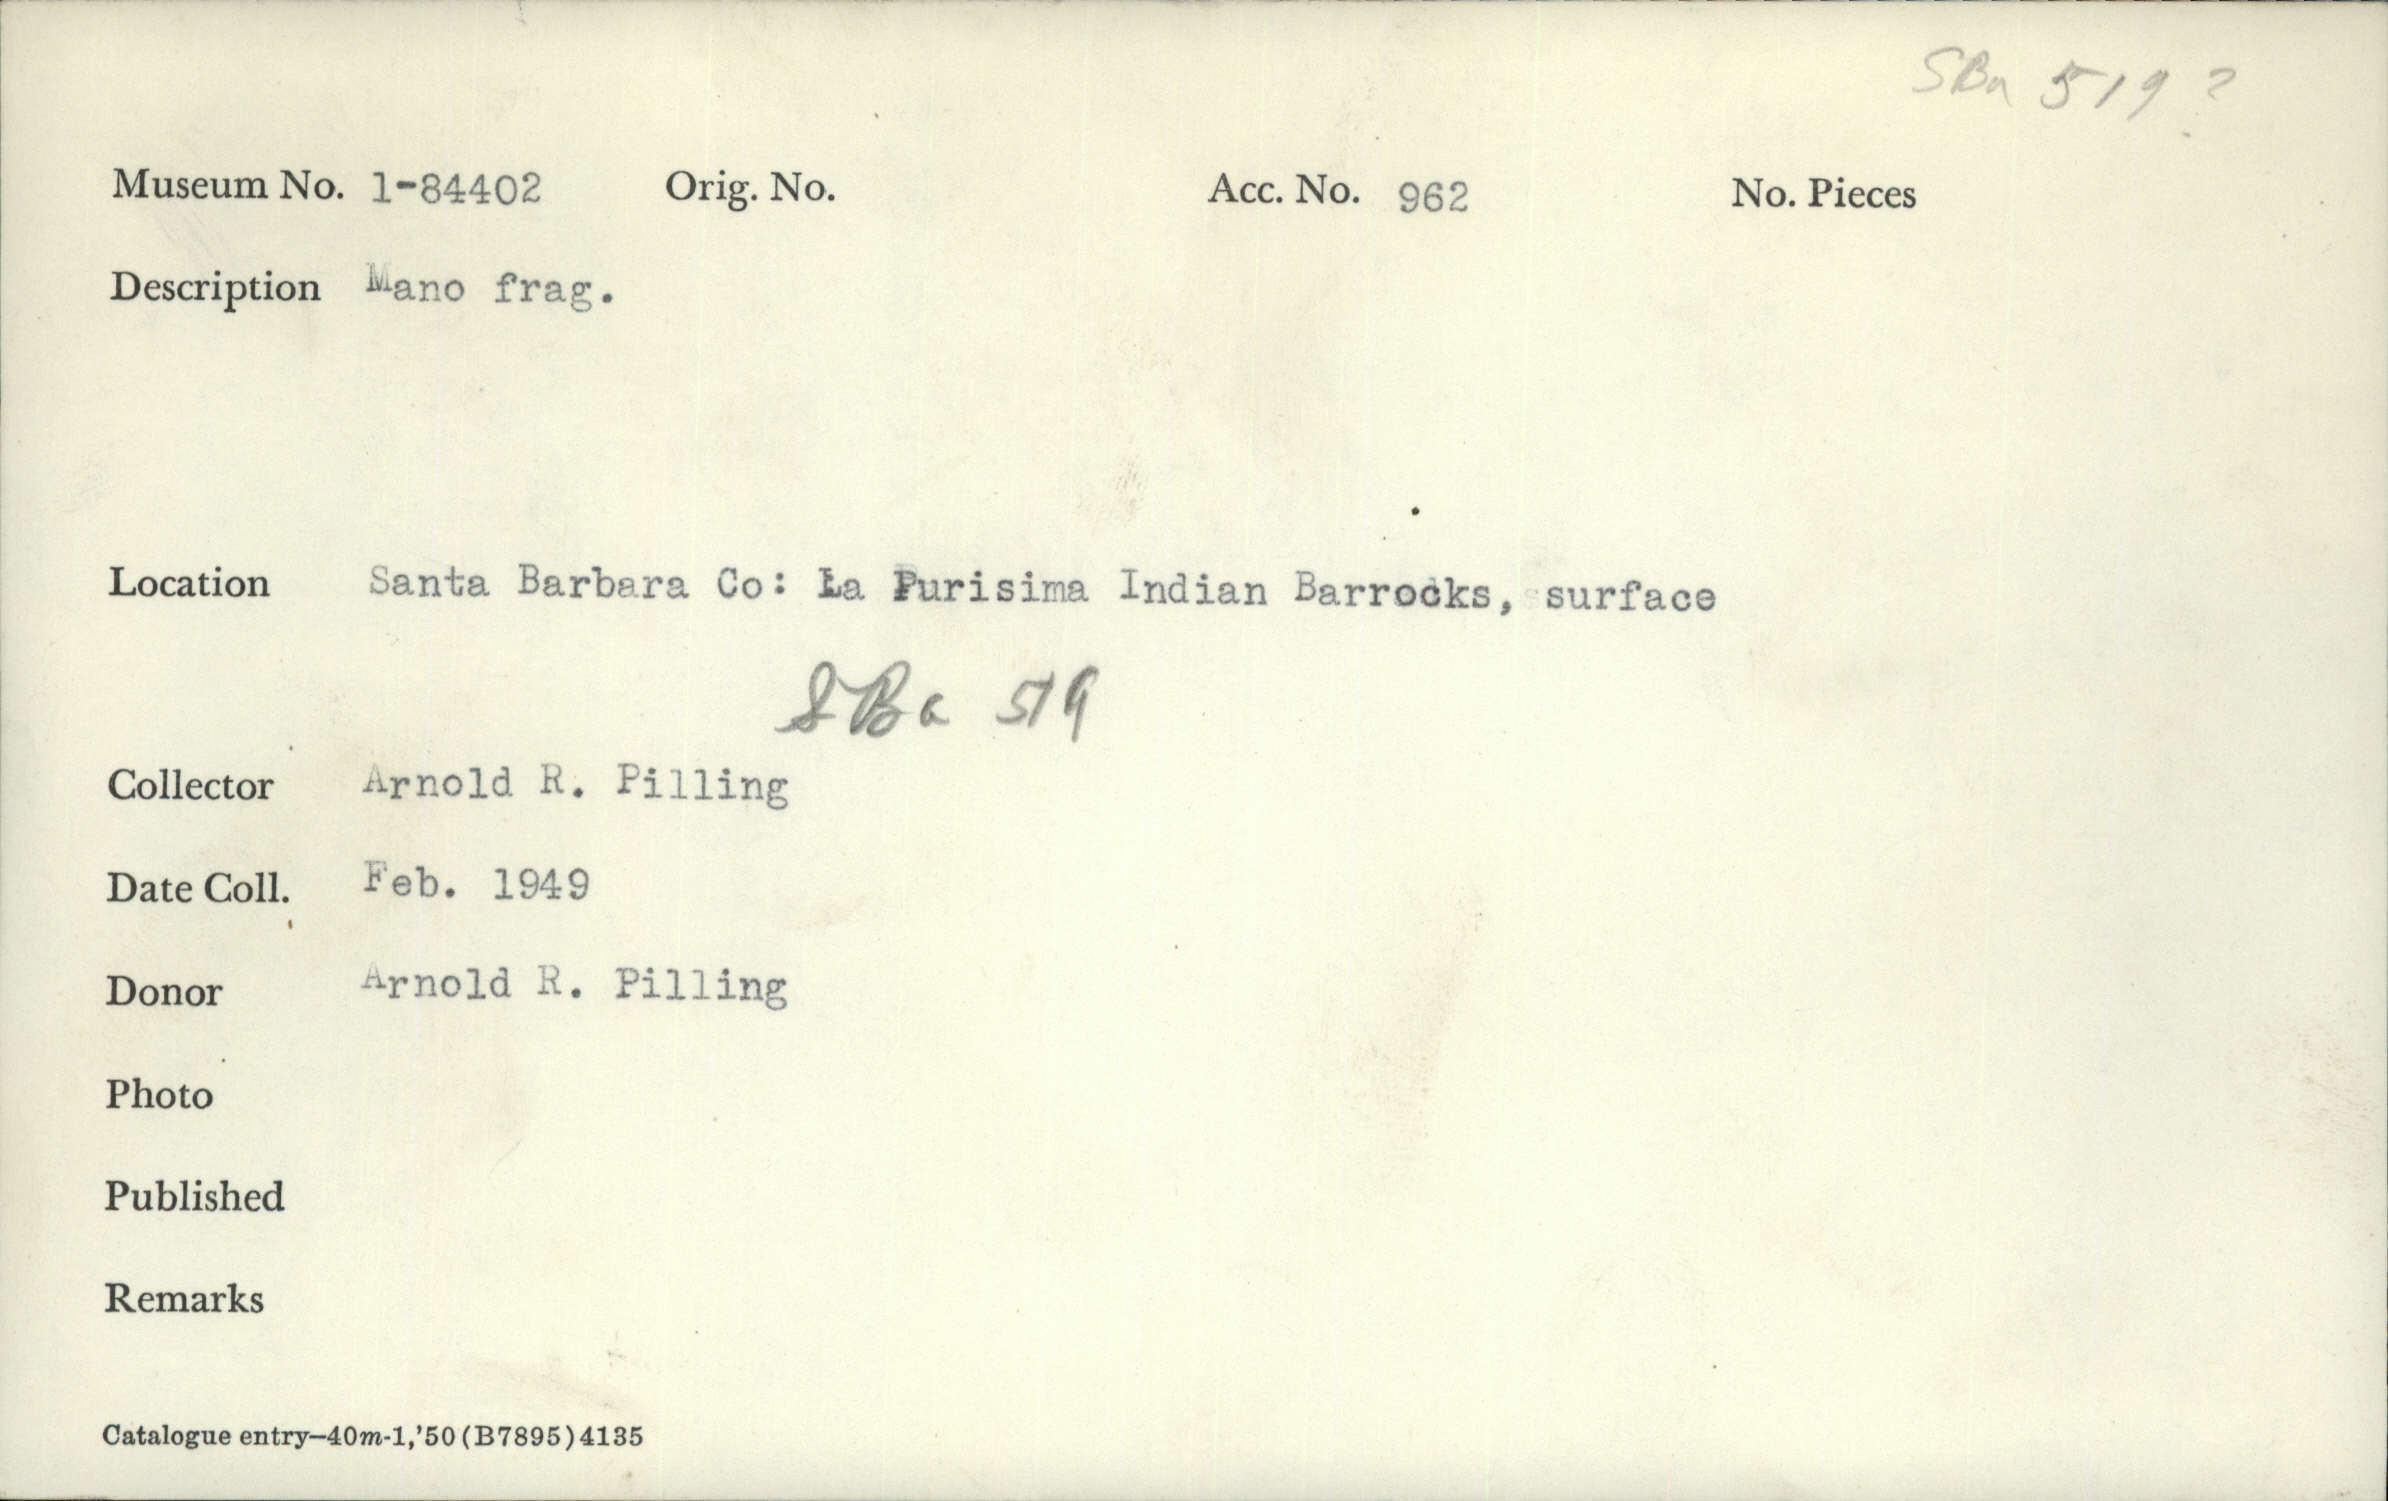 SBa 519 ?
Museum No. 1-84402 Orig. No. Acc. No. 962 No. Pieces
Description Mano frag.
Location Santa Barbara Co: La Purisima Indian Barrocks, surface
SBa 519
Collector Arnold R. Pilling
Date Coll. Feb. 1949
Donor Arnold R. Pilling
Photo
Published
Remarks
Catalogue entry—40m-1,'50(B7895)4135